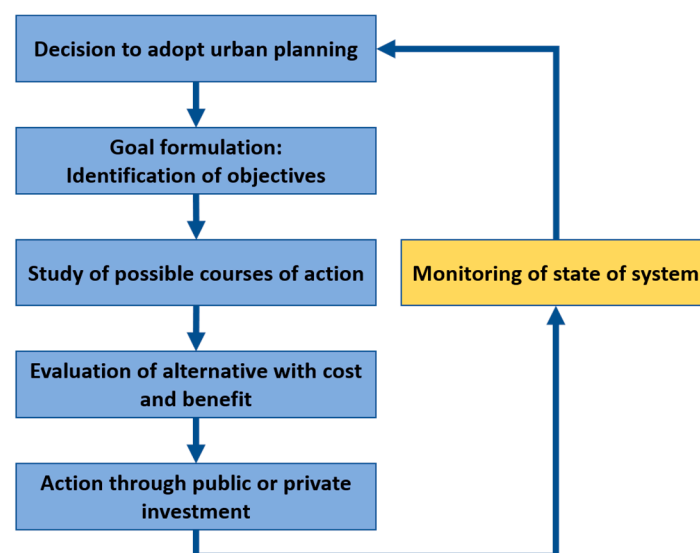 Decision to adopt urban planning
Goal formulation:
Identification of objectives
Study of possible courses of action
Monitoring of state of system
Evaluation of alternative with cost
and benefit
Action through public or private
investment